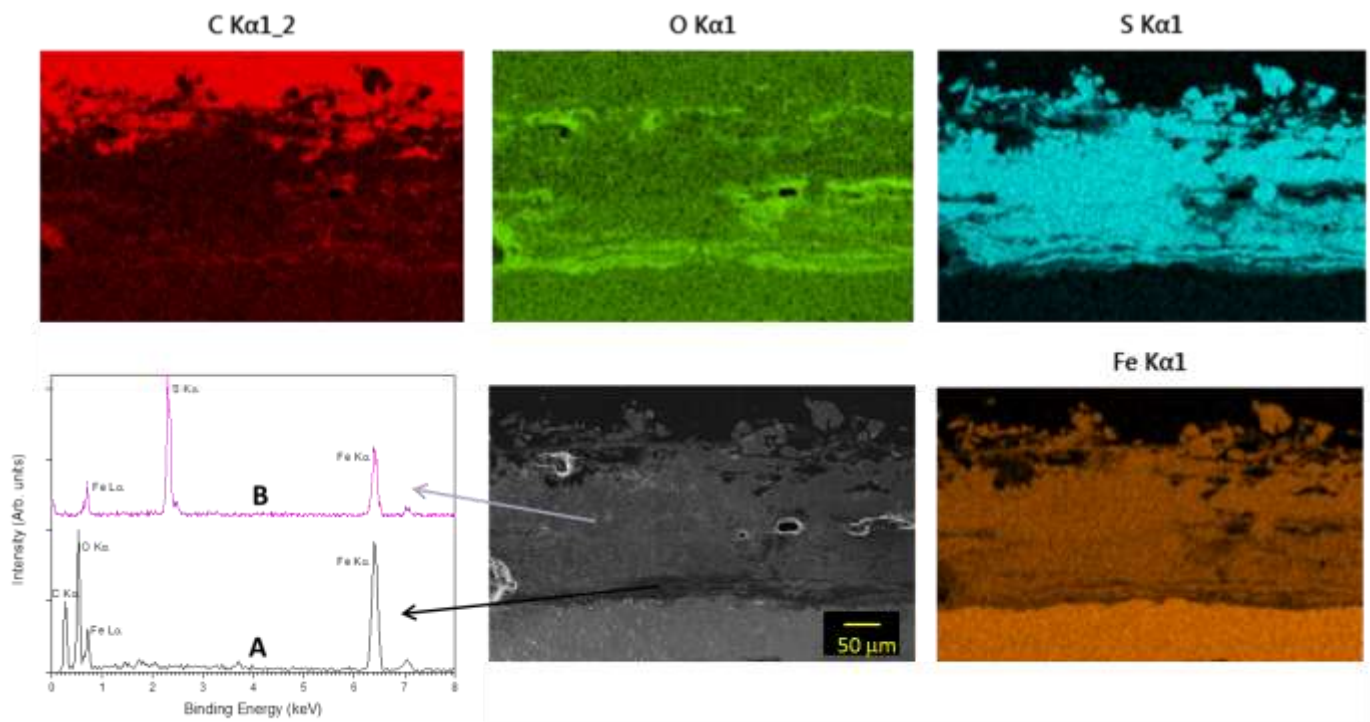 C Kα1_2
O Kα1
S Kα1
Fe Kα1
Intensity (Arb. units)
S Kα
Fe Kα
Fe Lα
B
O Kα
Fe Kα
C Kα
Fe Lα
A
0 1 2 3 4 5 6 7 8
Binding Energy (keV)
50 µm